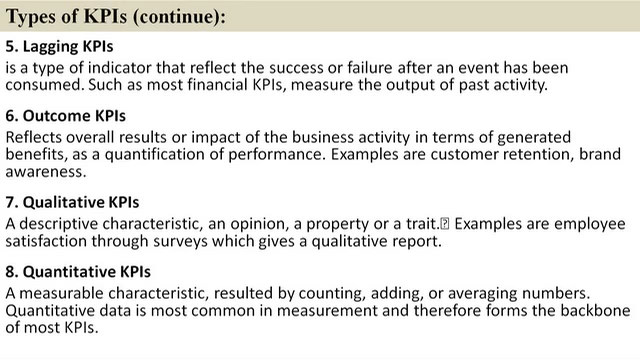 Types of KPIs (continue):
5. Lagging KPIs
is a type of indicator that reflect the success or failure after an event has been
consumed. Such as most financial KPIs, measure the output of past activity.
6. Outcome KPIs
Reflects overall results or impact of the business activity in terms of generated
benefits, as a quantification of performance. Examples are customer retention, brand
awareness.
7. Qualitative KPIs
A descriptive characteristic, an opinion, a property or a trait. Examples are employee
satisfaction through surveys which gives a qualitative report.
8. Quantitative KPIs
A measurable characteristic, resulted by counting, adding, or averaging numbers.
Quantitative data is most common in measurement and therefore forms the backbone
of most KPIs.